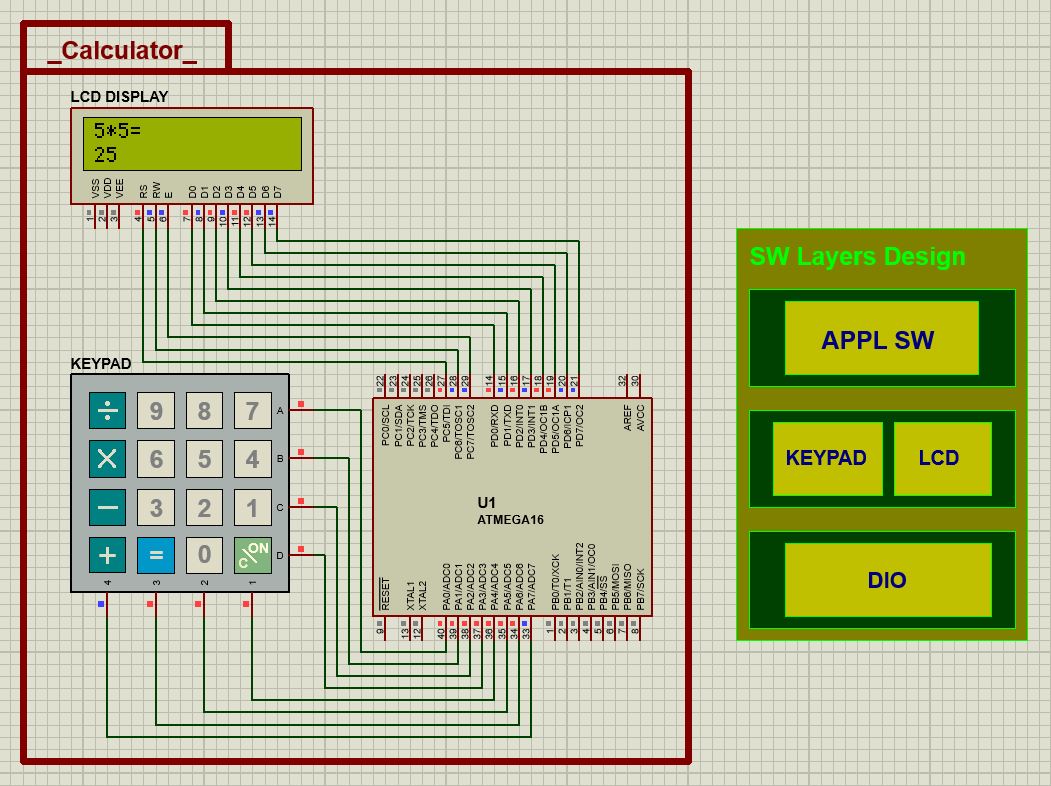 _Calculator_
LCD DISPLAY
5*5=
25
VSS VDD VEE RS RW E D0 D1 D2 D3 D4 D5 D6 D7
1 2 3 4 5 6 7 8 9 10 11 12 13 14
KEYPAD
÷ 9 8 7 A
× 6 5 4 B
− 3 2 1 C
+ = 0 ON C D
4 3 2 1
22 23 24 25 26 27 28 29 14 15 16 17 18 19 20 21 32 30
PC0/SCL PC1/SDA PC2/TCK PC3/TMS PC4/TDO PC5/TDI PC6/TOSC1 PC7/TOSC2 PD0/RXD PD1/TXD PD2/INT0 PD3/INT1 PD4/OC1B PD5/OC1A PD6/ICP1 PD7/OC2 AREF AVCC
U1
ATMEGA16
RESET XTAL1 XTAL2 PA0/ADC0 PA1/ADC1 PA2/ADC2 PA3/ADC3 PA4/ADC4 PA5/ADC5 PA6/ADC6 PA7/ADC7 PB0/T0/XCK PB1/T1 PB2/AIN0/INT2 PB3/AIN1/OC0 PB4/SS PB5/MOSI PB6/MISO PB7/SCK
9 13 12 40 39 38 37 36 35 34 33 1 2 3 4 5 6 7 8
SW Layers Design
APPL SW
KEYPAD LCD
DIO